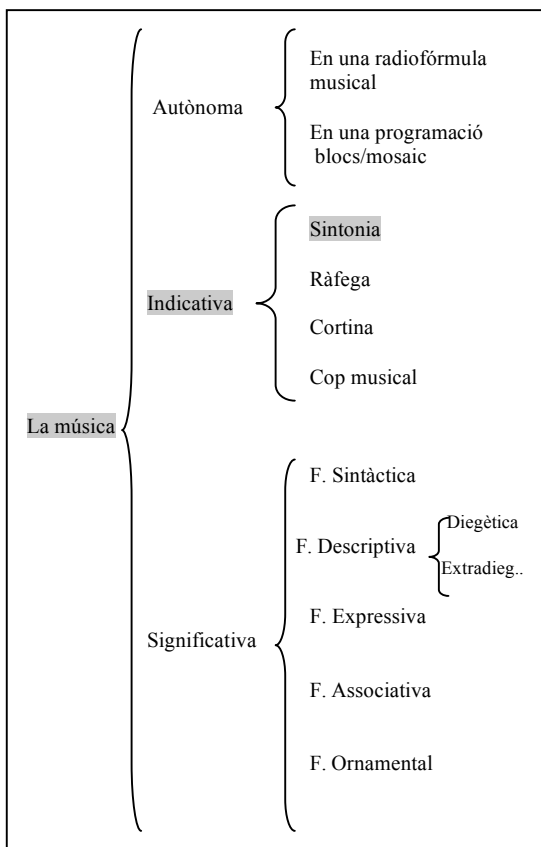 La música
Autònoma
En una radiofórmula
musical
En una programació
blocs/mosaic
Indicativa
Sintonia
Ràfega
Cortina
Cop musical
Significativa
F. Sintàctica
F. Descriptiva
Diegètica
Extradieg..
F. Expressiva
F. Associativa
F. Ornamental